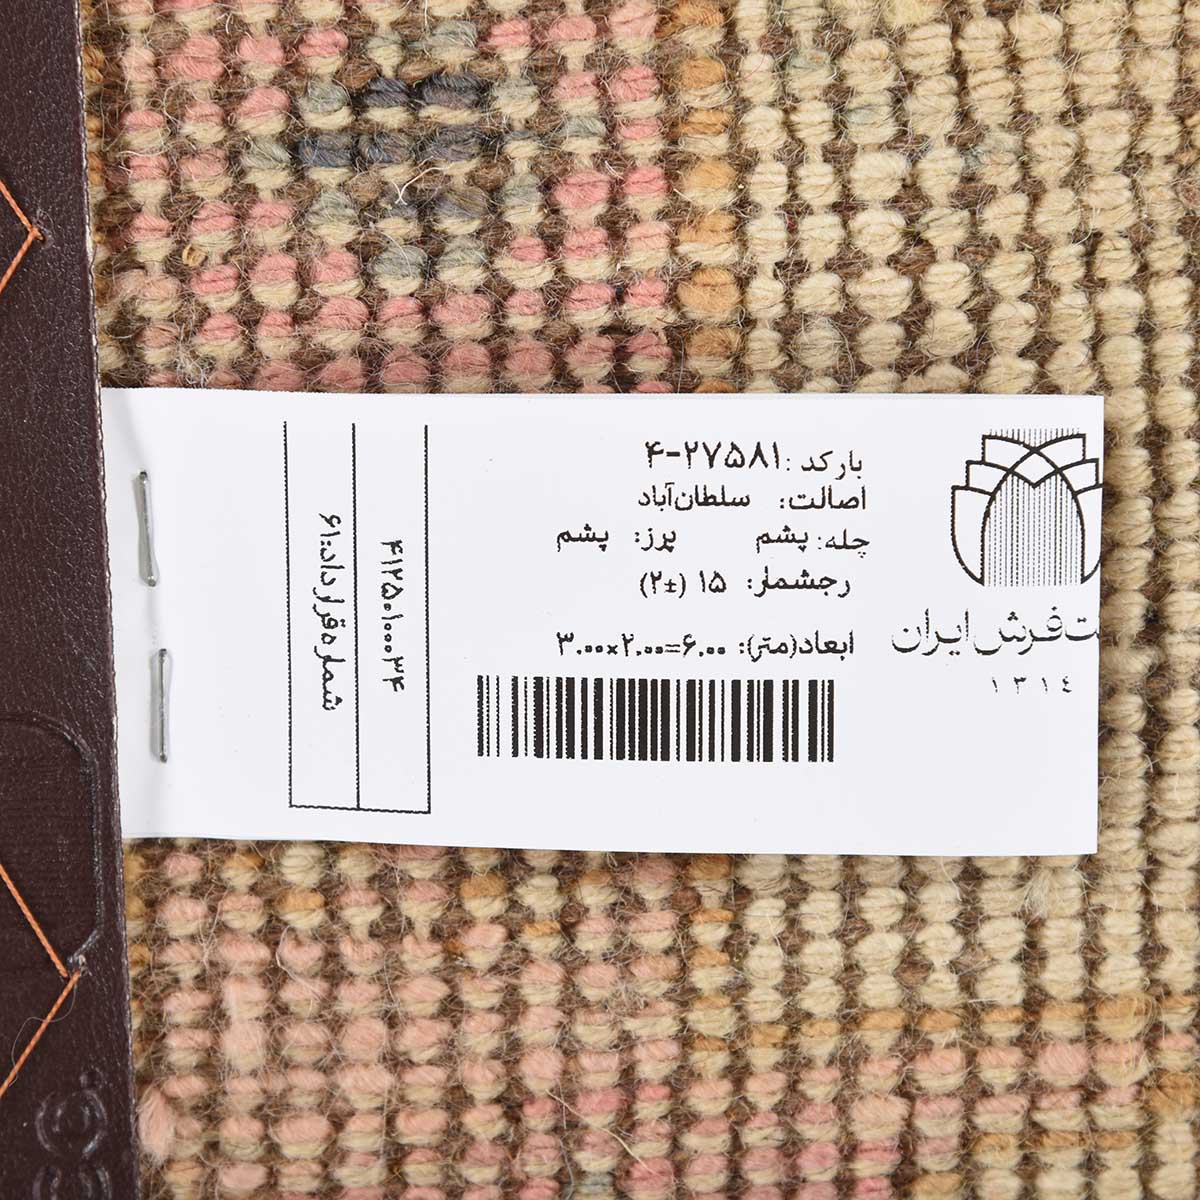 بارکد: ۴-۲۷۵۸۱
اصالت: سلطان‌آباد
چله: پشم پرز: پشم
رجشمار: ۱۵ (±۲)
ابعاد(متر): ۳.۰۰×۲.۰۰=۶.۰۰
فرش ایران
۱۳۱۴
۴۱۲۵۰۱۰۰۰۳۴
شماره قرارداد: ۶۱